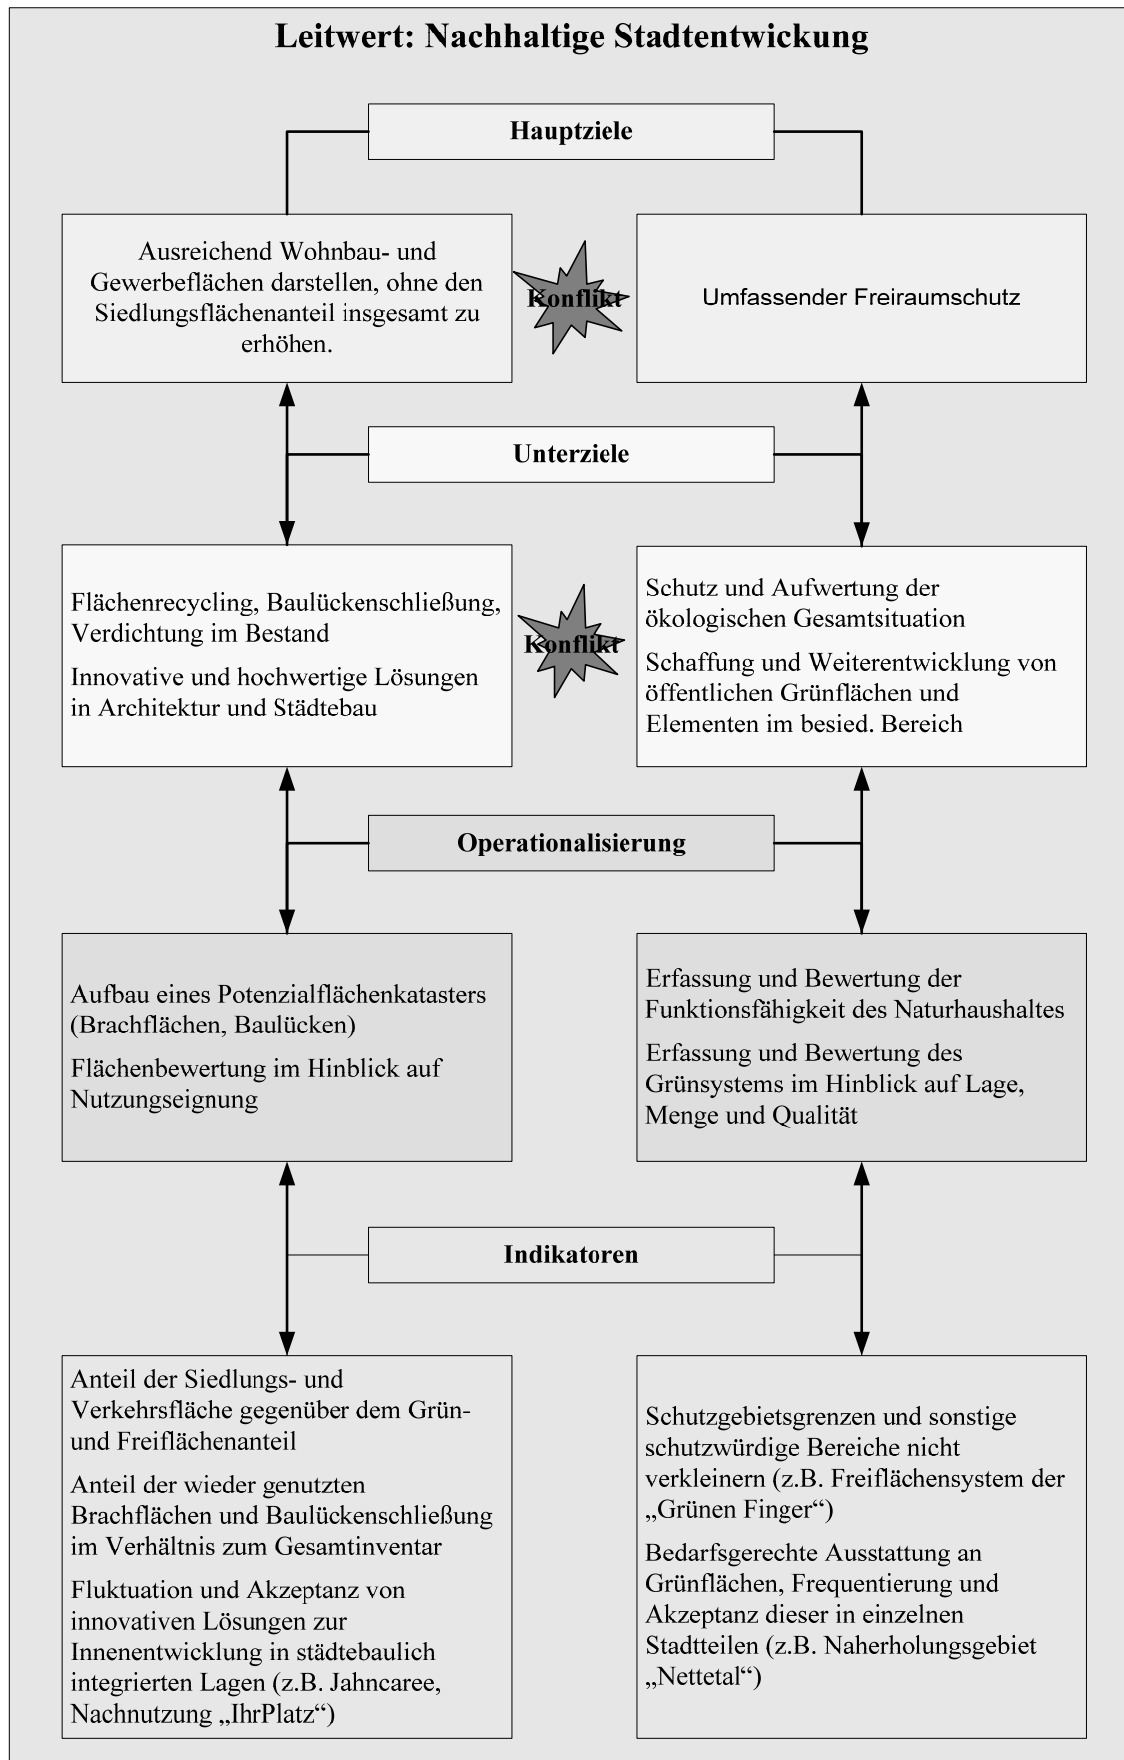 Leitwert: Nachhaltige Stadtentwickung
Hauptziele
Ausreichend Wohnbau- und
Gewerbeflächen darstellen, ohne den
Siedlungsflächenanteil insgesamt zu
erhöhen.
Konflikt
Umfassender Freiraumschutz
Unterziele
Flächenrecycling, Baulückenschließung,
Verdichtung im Bestand
Innovative und hochwertige Lösungen
in Architektur und Städtebau
Konflikt
Schutz und Aufwertung der
ökologischen Gesamtsituation
Schaffung und Weiterentwicklung von
öffentlichen Grünflächen und
Elementen im besied. Bereich
Operationalisierung
Aufbau eines Potenzialflächenkatasters
(Brachflächen, Baulücken)
Flächenbewertung im Hinblick auf
Nutzungseignung
Erfassung und Bewertung der
Funktionsfähigkeit des Naturhaushaltes
Erfassung und Bewertung des
Grünsystems im Hinblick auf Lage,
Menge und Qualität
Indikatoren
Anteil der Siedlungs- und
Verkehrsfläche gegenüber dem Grün-
und Freiflächenanteil
Anteil der wieder genutzten
Brachflächen und Baulückenschließung
im Verhältnis zum Gesamtinventar
Fluktuation und Akzeptanz von
innovativen Lösungen zur
Innenentwicklung in städtebaulich
integrierten Lagen (z.B. Jahncaree,
Nachnutzung „IhrPlatz“)
Schutzgebietsgrenzen und sonstige
schutzwürdige Bereiche nicht
verkleinern (z.B. Freiflächensystem der
„Grünen Finger“)
Bedarfsgerechte Ausstattung an
Grünflächen, Frequentierung und
Akzeptanz dieser in einzelnen
Stadtteilen (z.B. Naherholungsgebiet
„Nettetal“)